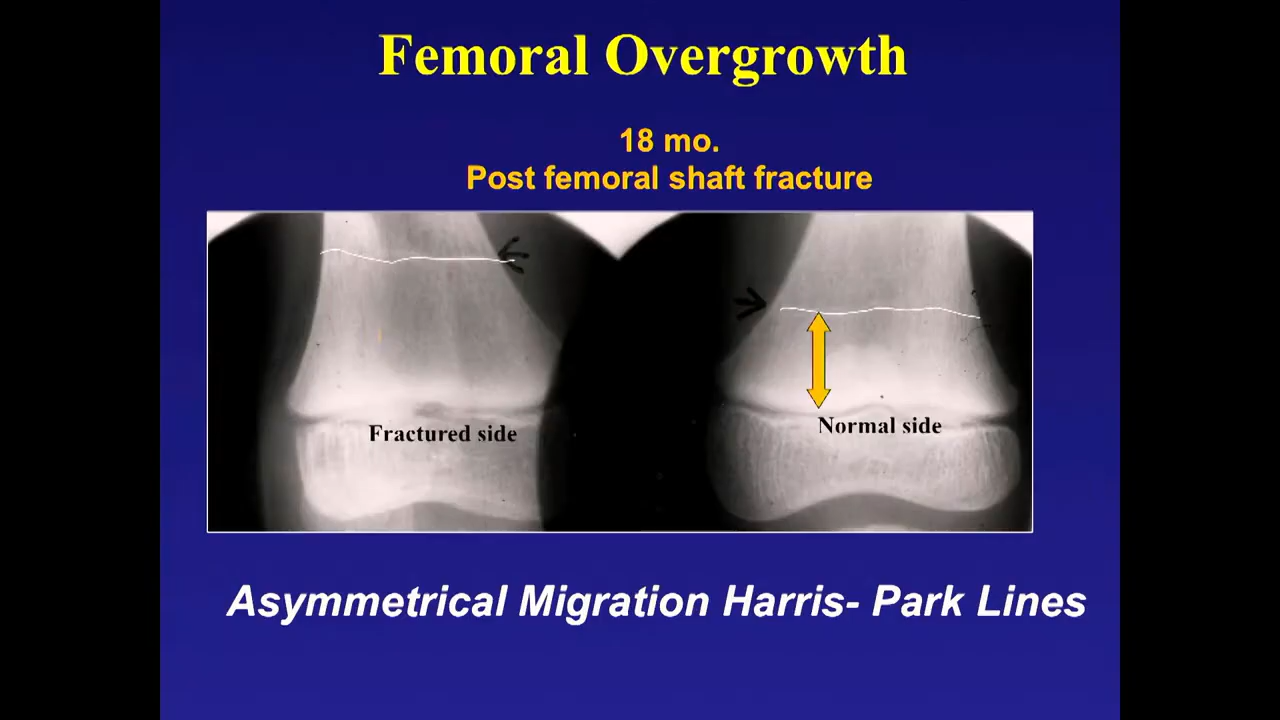 Femoral Overgrowth
18 mo.
Post femoral shaft fracture
Fractured side
Normal side
Asymmetrical Migration Harris- Park Lines